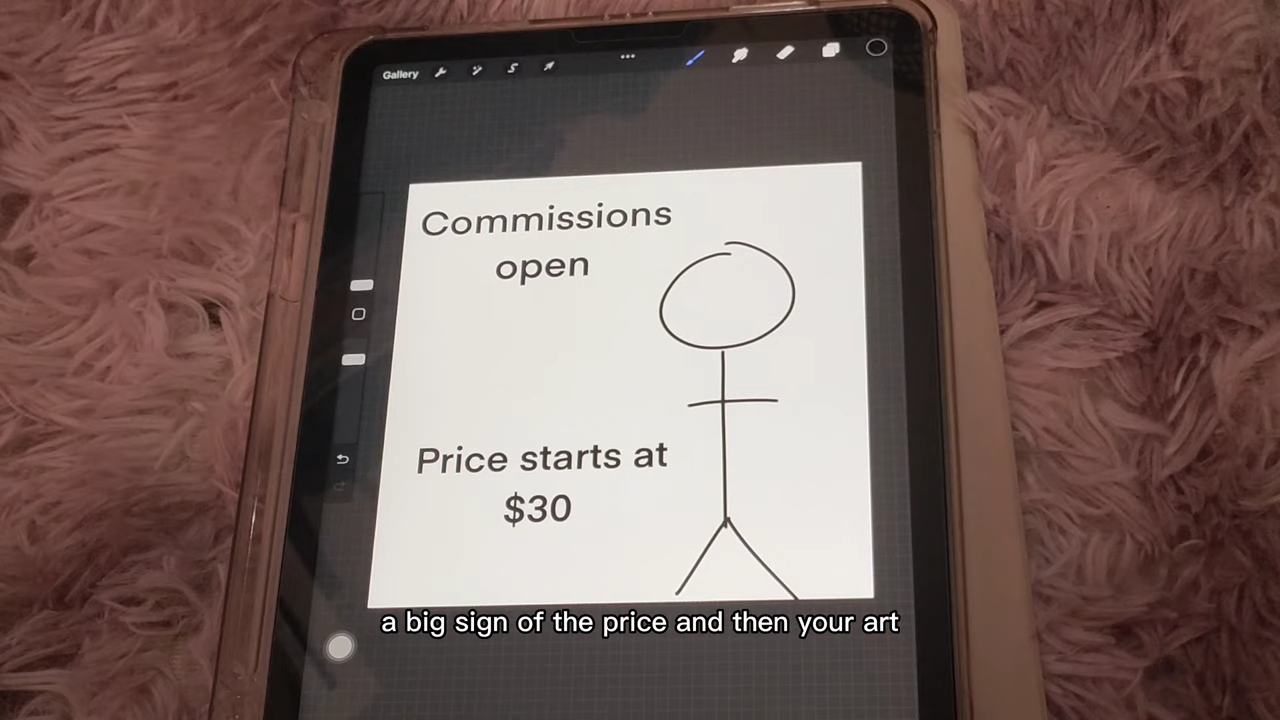 Gallery
Commissions
open
Price starts at
$30
a big sign of the price and then your art